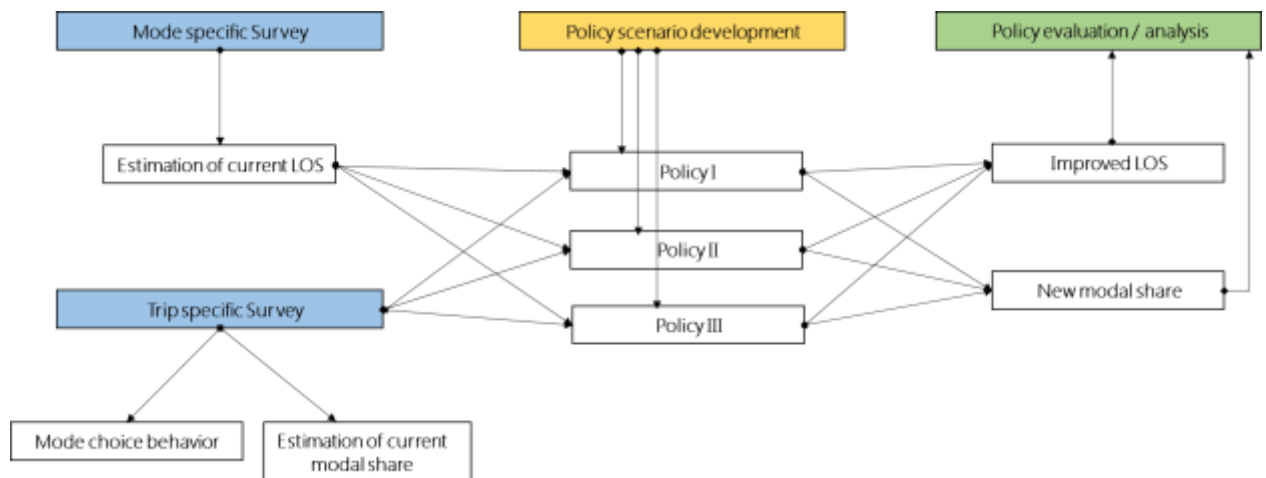 Mode specific Survey
Policy scenario development
Policy evaluation / analysis
Estimation of current LOS
Policy I
Improved LOS
Policy II
New modal share
Trip specific Survey
Policy III
Mode choice behavior
Estimation of current
modal share